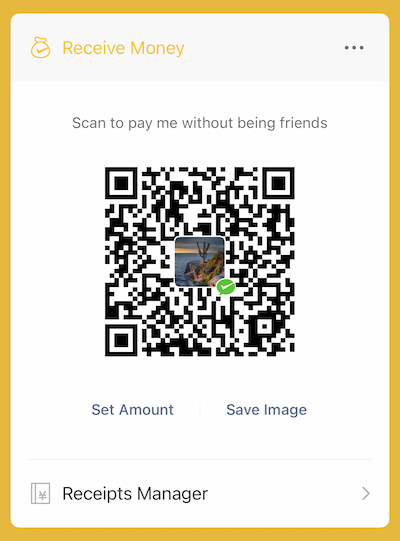 Receive Money
Scan to pay me without being friends
Set Amount
Save Image
¥
Receipts Manager